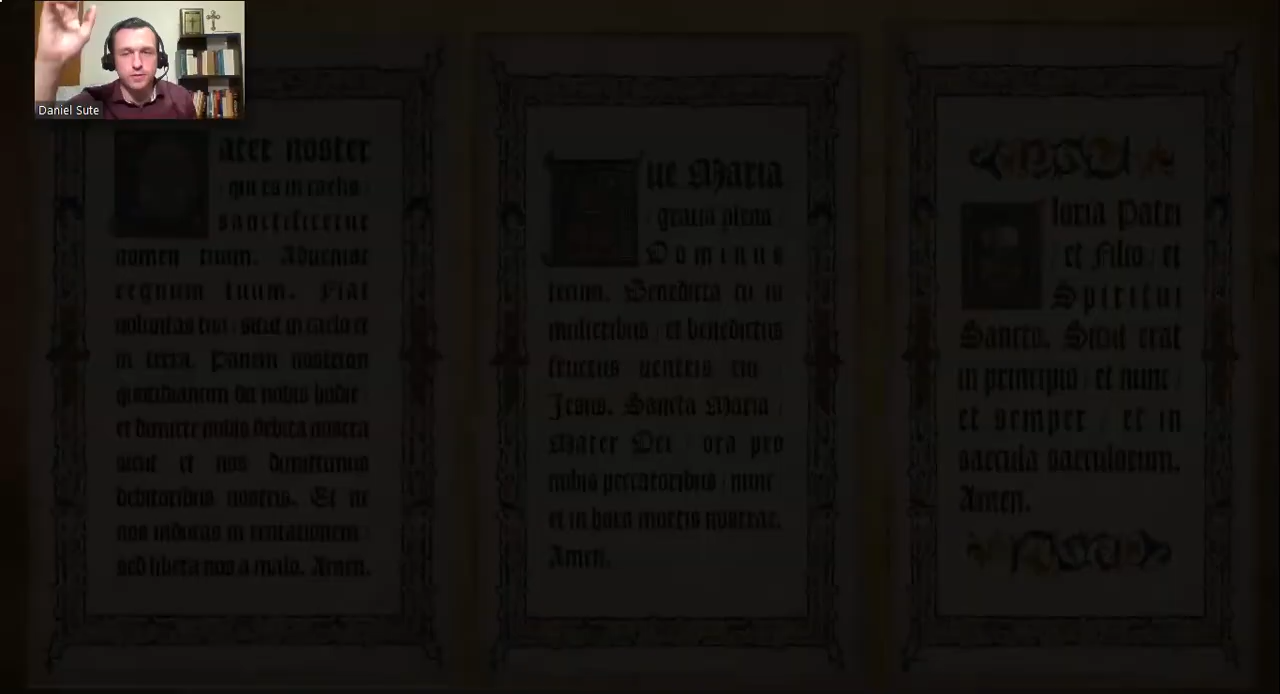 Daniel Sute
ater noster
qui es in caelis
sanctificetur
nomen tuum. Adveniat
regnum tuum. Fiat
voluntas tua sicut in caelo et
in terra. Panem nostrum
quotidianum da nobis hodie
et dimitte nobis debita nostra
sicut et nos dimittimus
debitoribus nostris. Et ne
nos inducas in tentationem
sed libera nos a malo. Amen.
ue Maria
gratia plena
Dominus
tecum. Benedicta tu in
mulieribus et benedictus
fructus uentris tui
Jesus. Sancta Maria
Mater Dei ora pro
nobis peccatoribus nunc
et in hora mortis nostrae.
Amen.
loria Patri
et Filio et
Spiritui
Sancto. Sicut erat
in principio et nunc
et semper et in
saecula saeculorum.
Amen.